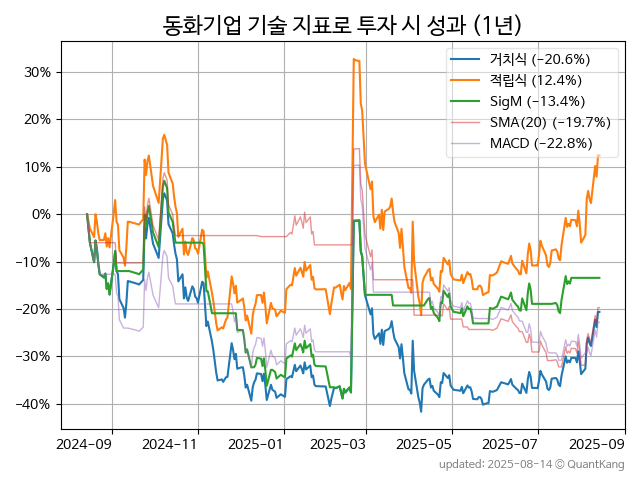 동화기업 기술 지표로 투자 시 성과 (1년)
거치식 (−20.6%)
적립식 (12.4%)
SigM (−13.4%)
SMA(20) (−19.7%)
MACD (−22.8%)
30%
20%
10%
0%
−10%
−20%
−30%
−40%
2024-09
2024-11
2025-01
2025-03
2025-05
2025-07
2025-09
updated: 2025-08-14 © QuantKang